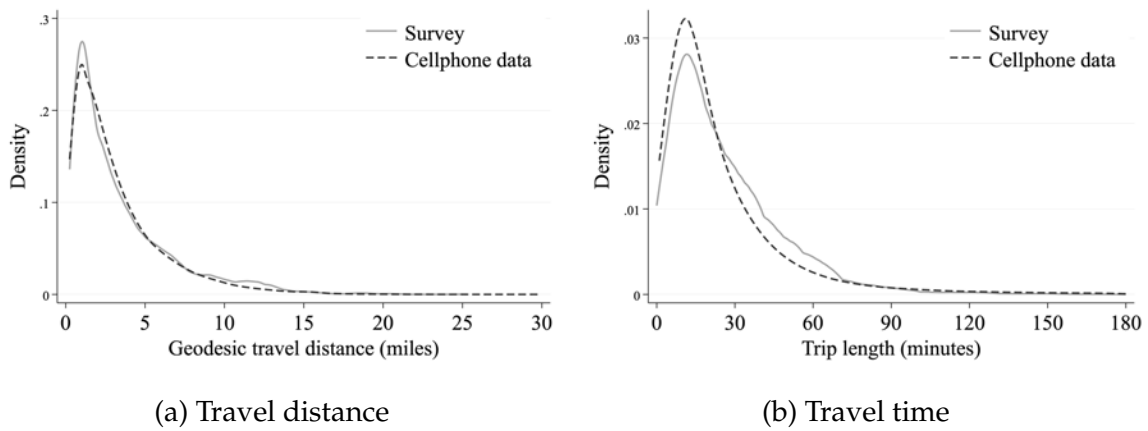 .3
.2
.1
0
Density
Survey
Cellphone data
0 5 10 15 20 25 30
Geodesic travel distance (miles)
(a) Travel distance
.03
.02
.01
0
Density
Survey
Cellphone data
0 30 60 90 120 150 180
Trip length (minutes)
(b) Travel time